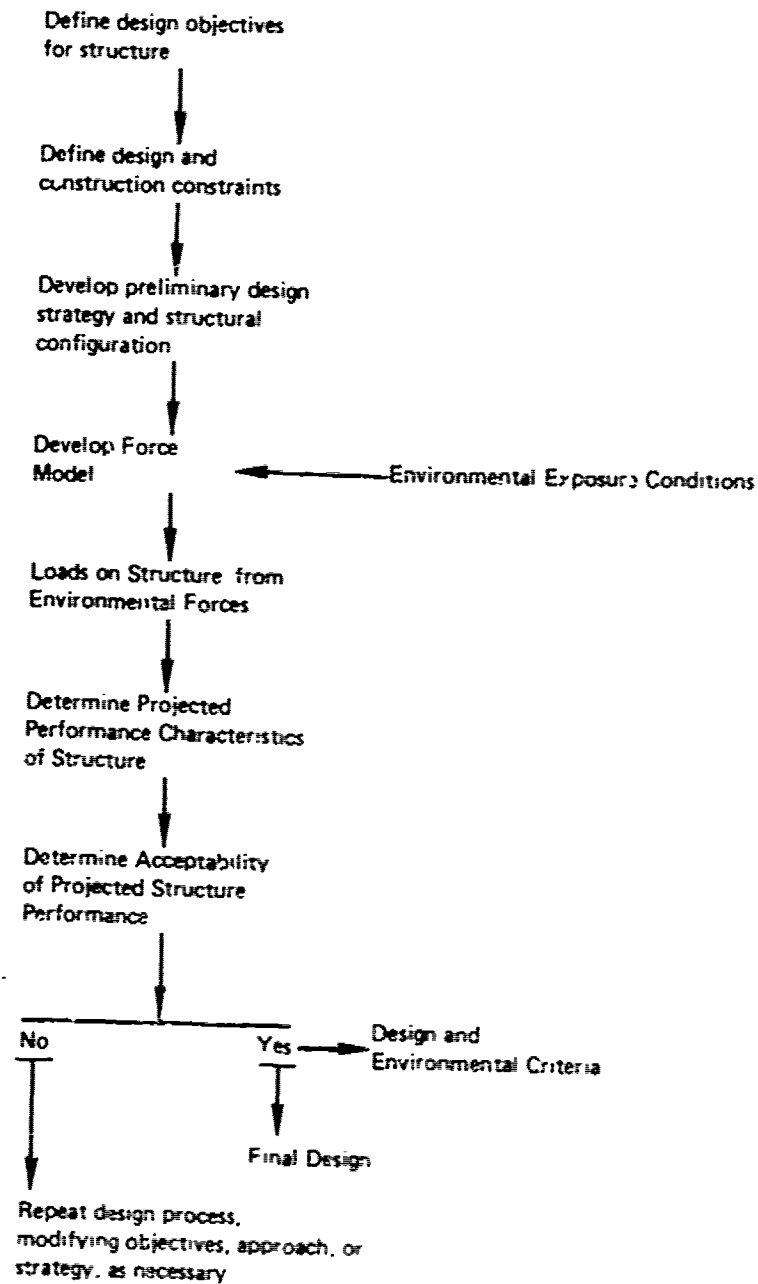 Define design objectives
for structure
Define design and
construction constraints
Develop preliminary design
strategy and structural
configuration
Develop Force
Model
Environmental Exposure Conditions
Loads on Structure from
Environmental Forces
Determine Projected
Performance Characteristics
of Structure
Determine Acceptability
of Projected Structure
Performance
No
Yes
Design and
Environmental Criteria
Final Design
Repeat design process,
modifying objectives, approach, or
strategy, as necessary